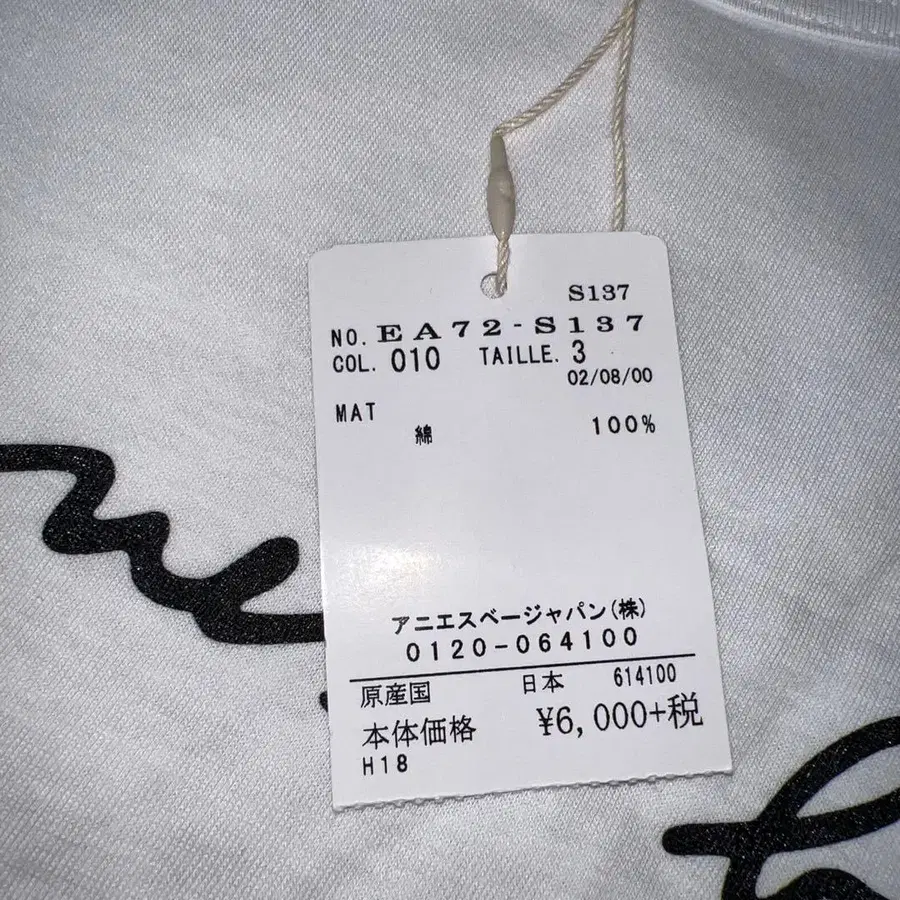 S137
NO. EA72-S137
COL. 010 TAILLE. 3
02/08/00
MAT
綿 100%
アニエスベージャパン(株)
0120-064100
原産国 日本 614100
本体価格 ¥6,000+税
H18